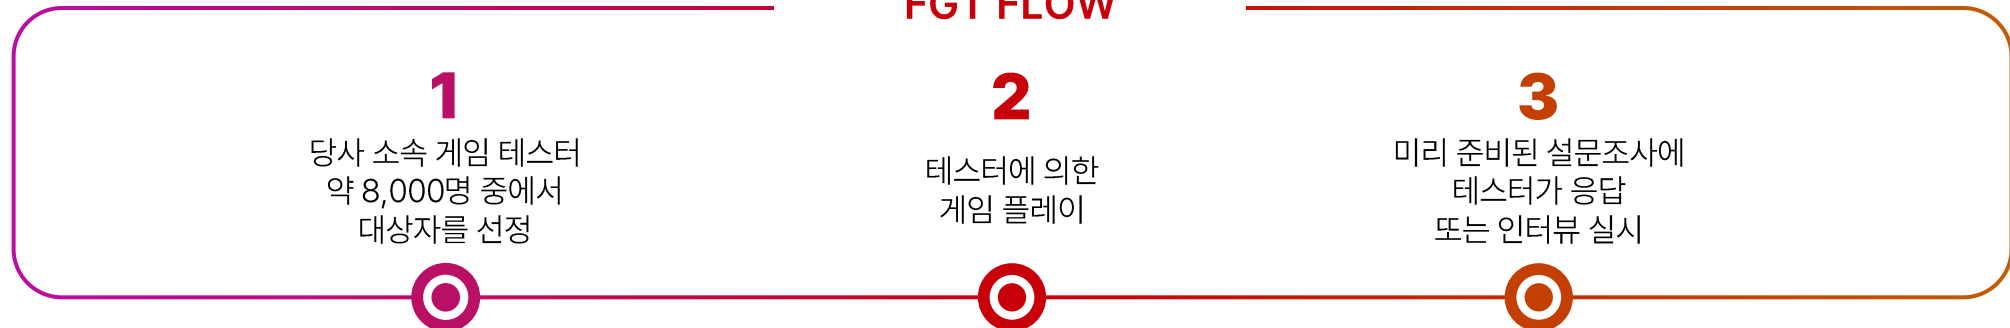 FGT FLOW
1
당사 소속 게임 테스터
약 8,000명 중에서
대상자를 선정
2
테스터에 의한
게임 플레이
3
미리 준비된 설문조사에
테스터가 응답
또는 인터뷰 실시